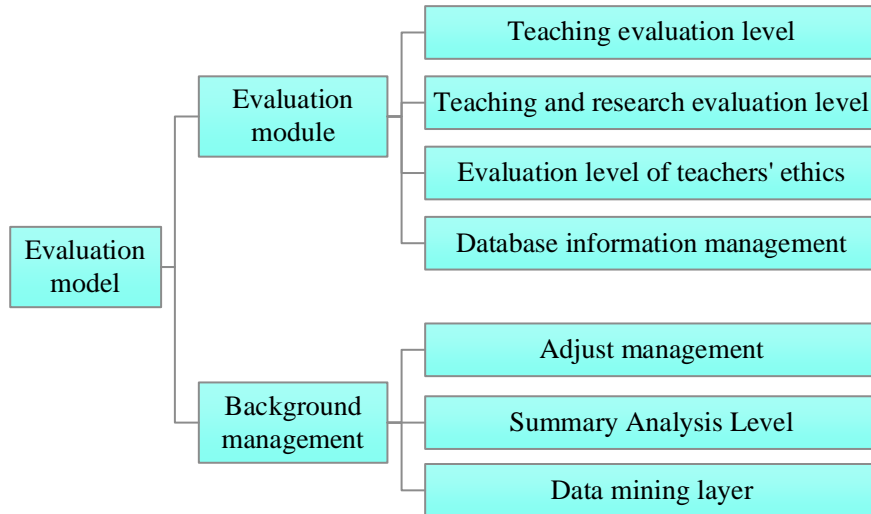 Teaching evaluation level
Evaluation
module
Teaching and research evaluation level
Evaluation level of teachers' ethics
Database information management
Evaluation
model
Adjust management
Background
management
Summary Analysis Level
Data mining layer